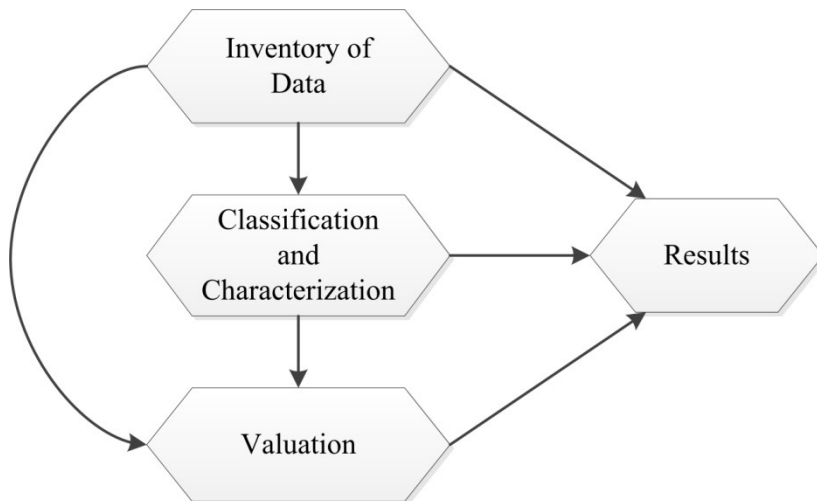 Inventory of
Data
Classification
and
Characterization
Results
Valuation